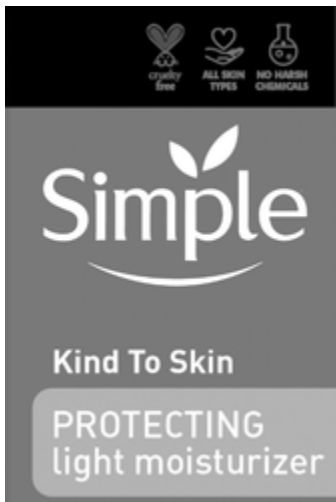 cruelty free
ALL SKIN TYPES
NO HARSH CHEMICALS
Simple
Kind To Skin
PROTECTING
light moisturizer